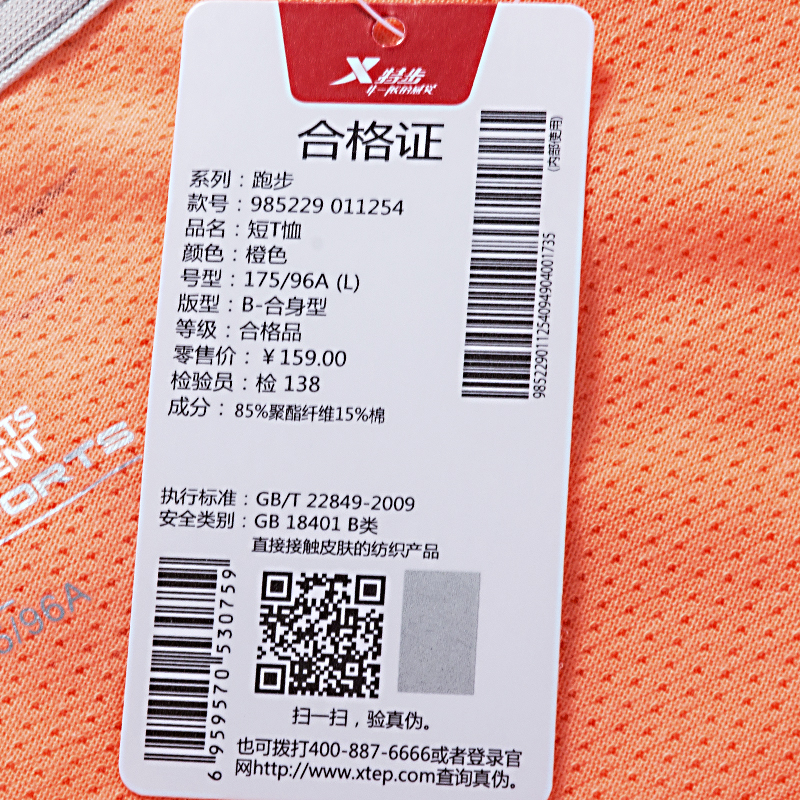 X 特步
合格证
系列：跑步
款号：985229 011254
品名：短T恤
颜色：橙色
号型：175/96A (L)
版型：B-合身型
等级：合格品
零售价：￥159.00
检验员：检 138
成分：85%聚酯纤维15%棉
(内部使用)
985229011254094904001735
执行标准：GB/T 22849-2009
安全类别：GB 18401 B类
直接接触皮肤的纺织产品
6 959570 530759
扫一扫，验真伪。
也可拨打400-887-6666或者登录官
网http://www.xtep.com查询真伪。
TS
ENT
ORTS
5/96A